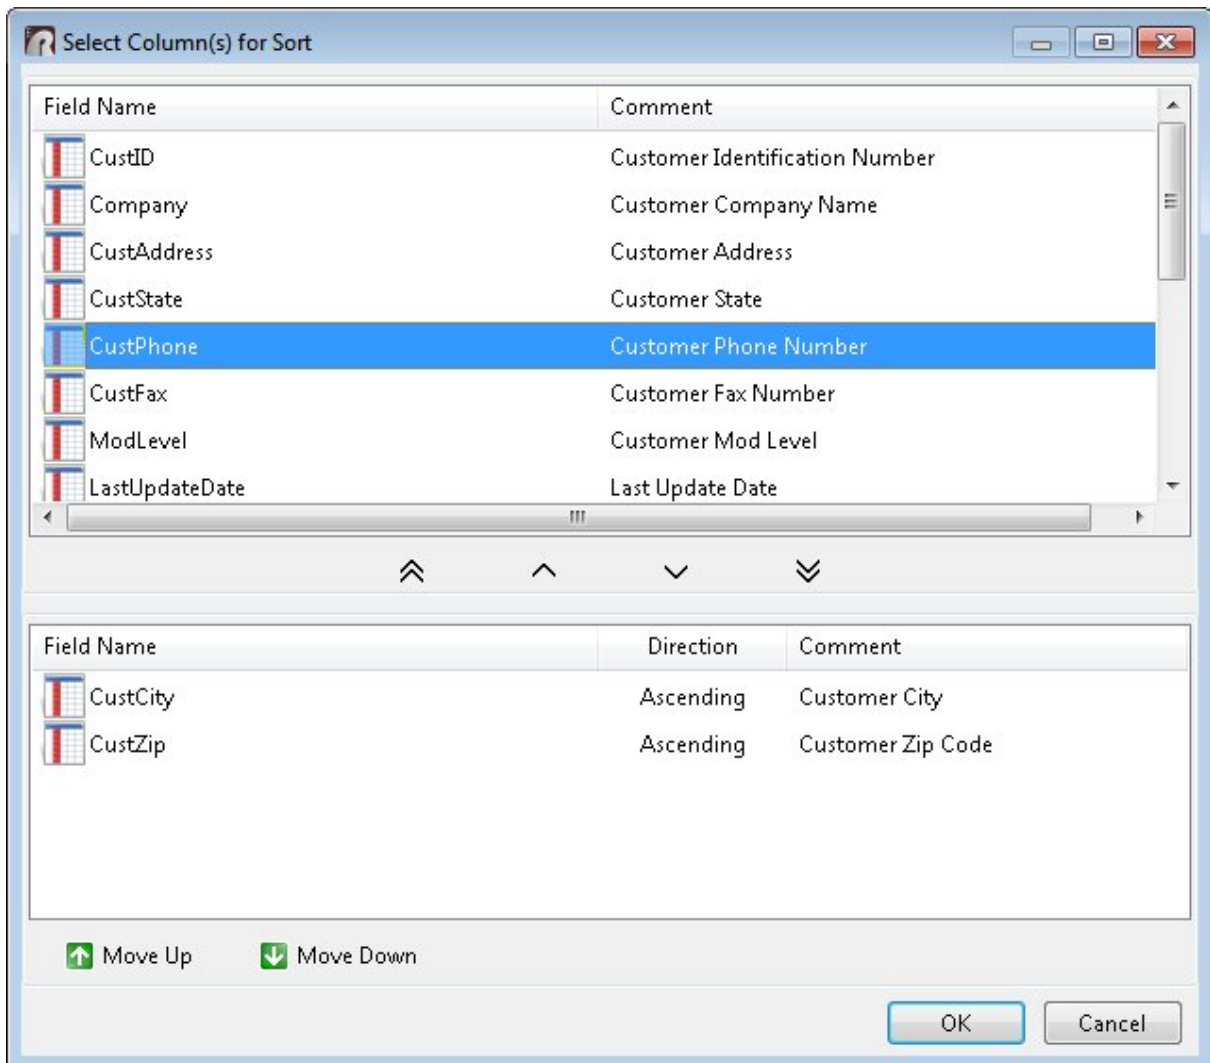 Select Column(s) for Sort
Field Name Comment
CustID Customer Identification Number
Company Customer Company Name
CustAddress Customer Address
CustState Customer State
CustPhone Customer Phone Number
CustFax Customer Fax Number
ModLevel Customer Mod Level
LastUpdateDate Last Update Date
Field Name Direction Comment
CustCity Ascending Customer City
CustZip Ascending Customer Zip Code
Move Up Move Down
OK Cancel